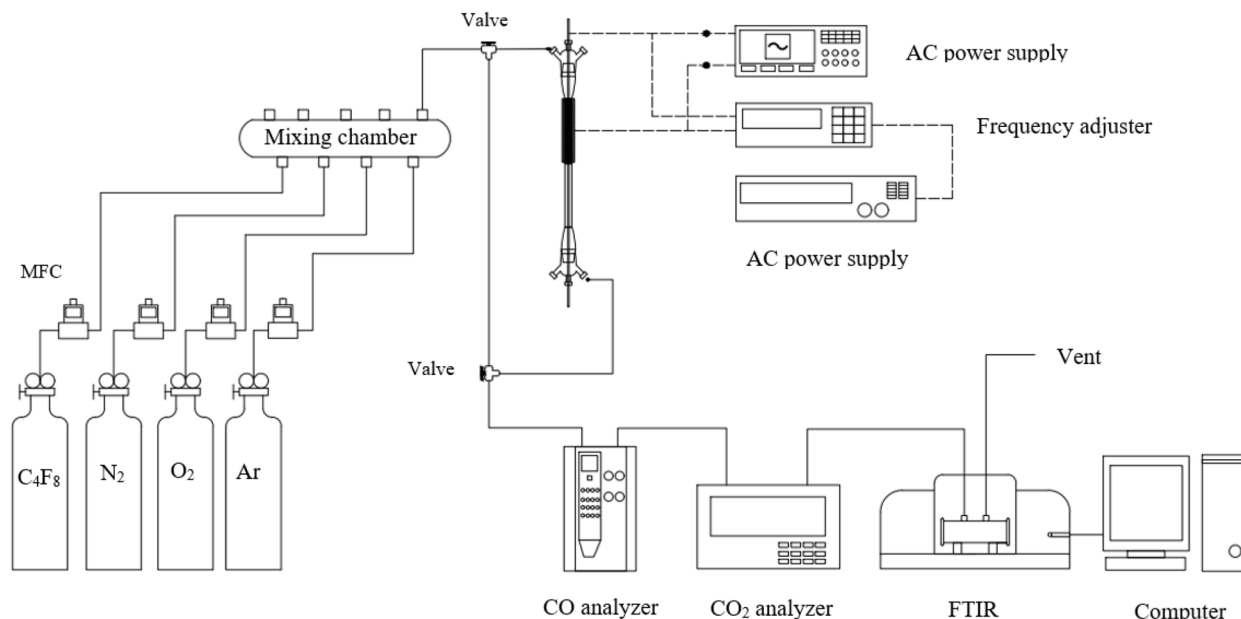 Valve
AC power supply
Mixing chamber
Frequency adjuster
AC power supply
MFC
Valve
Vent
C₄F₈
N₂
O₂
Ar
CO analyzer
CO₂ analyzer
FTIR
Computer